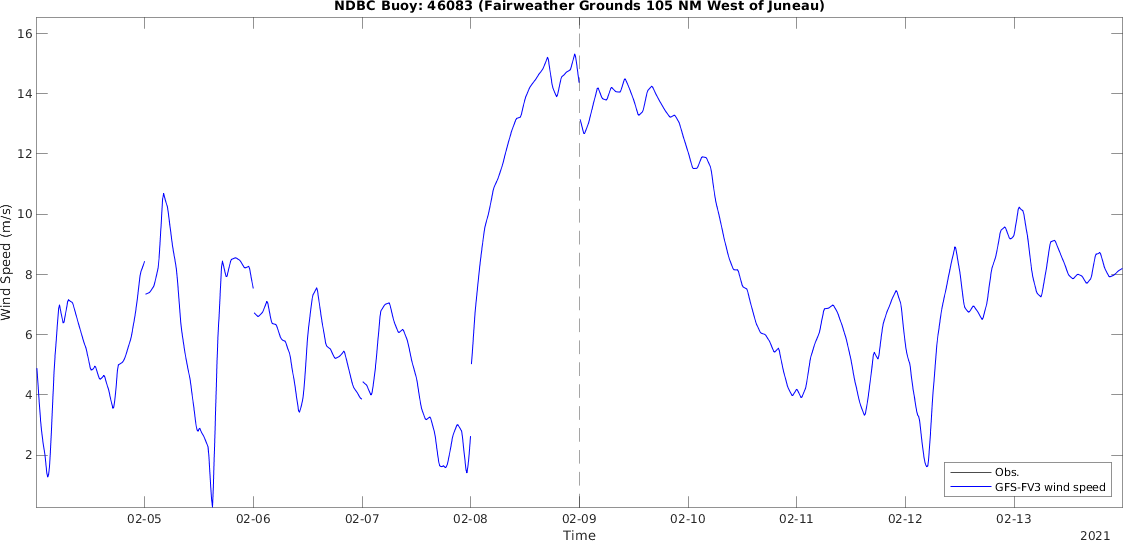 NDBC Buoy: 46083 (Fairweather Grounds 105 NM West of Juneau)
16
14
12
10
8
6
4
2
Wind Speed (m/s)
Obs.
GFS-FV3 wind speed
02-05 02-06 02-07 02-08 02-09 02-10 02-11 02-12 02-13
Time
2021